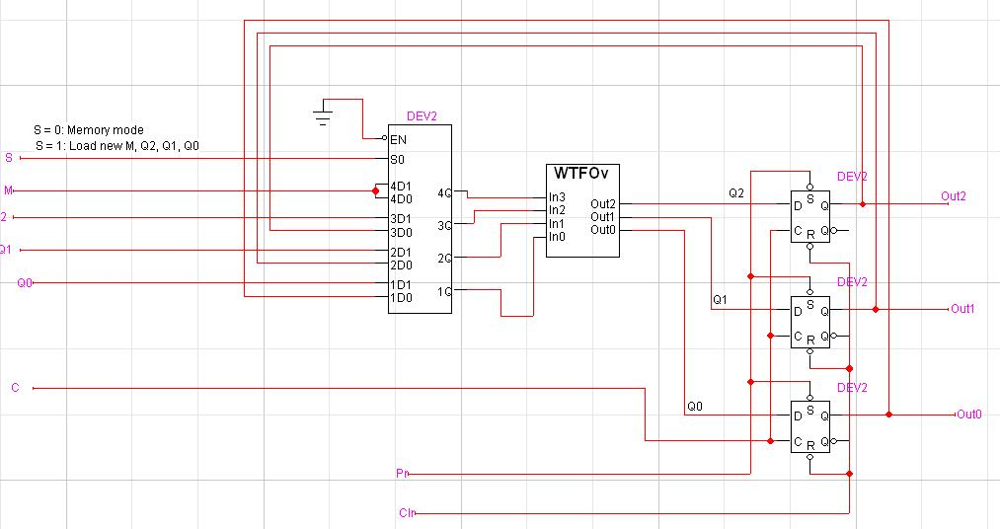 DEV2
S = 0: Memory mode
S = 1: Load new M, Q2, Q1, Q0
EN
S
S0
M
4D1
4D0
4Q
2
3D1
3D0
3Q
Q1
2D1
2D0
2Q
Q0
1D1
1D0
1Q
WTFOv
In3
In2
In1
In0
Out2
Out1
Out0
Q2
DEV2
D S Q
C R Q
Out2
Q1
DEV2
D S Q
C R Q
Out1
C
Q0
DEV2
D S Q
C R Q
Out0
Pr
Clr